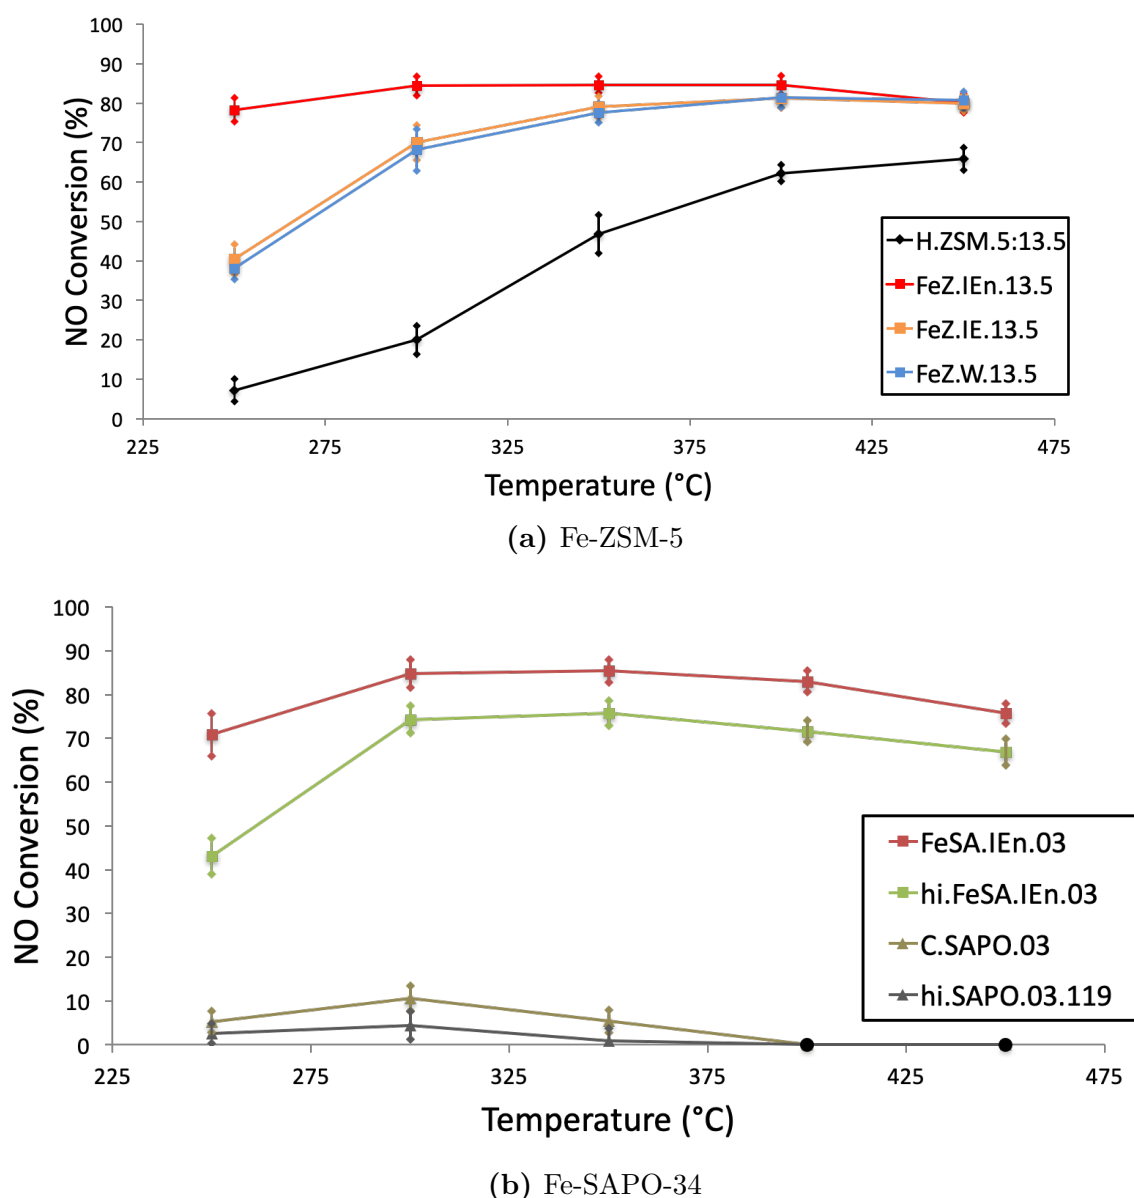 100
90
80
70
60
50
40
30
20
10
0
NO Conversion (%)
225 275 325 375 425 475
Temperature (°C)
H.ZSM.5:13.5
FeZ.IEn.13.5
FeZ.IE.13.5
FeZ.W.13.5
(a) Fe-ZSM-5
100
90
80
70
60
50
40
30
20
10
0
NO Conversion (%)
225 275 325 375 425 475
Temperature (°C)
FeSA.IEn.03
hi.FeSA.IEn.03
C.SAPO.03
hi.SAPO.03.119
(b) Fe-SAPO-34